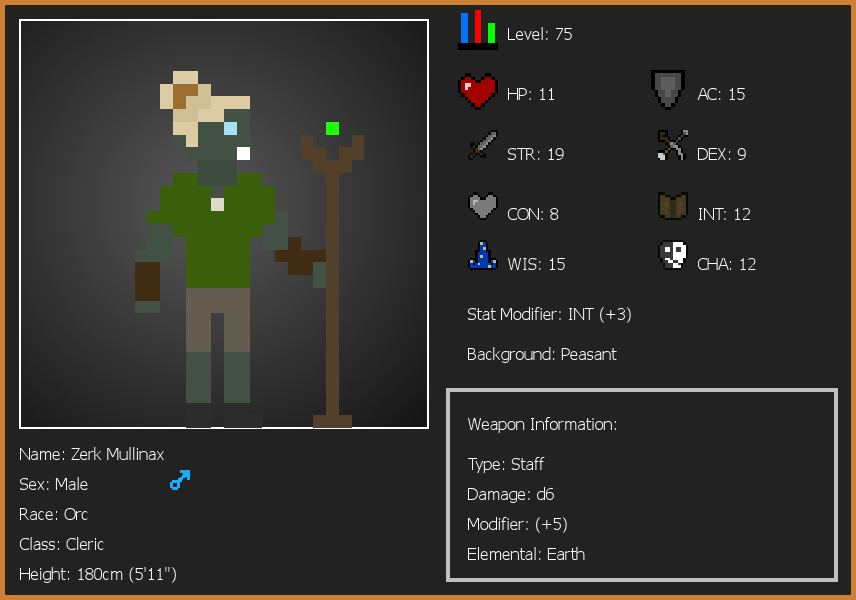 Level: 75
HP: 11
AC: 15
STR: 19
DEX: 9
CON: 8
INT: 12
WIS: 15
CHA: 12
Stat Modifier: INT (+3)
Background: Peasant
Weapon Information:
Type: Staff
Damage: d6
Modifier: (+5)
Elemental: Earth
Name: Zerk Mullinax
Sex: Male
Race: Orc
Class: Cleric
Height: 180cm (5'11")